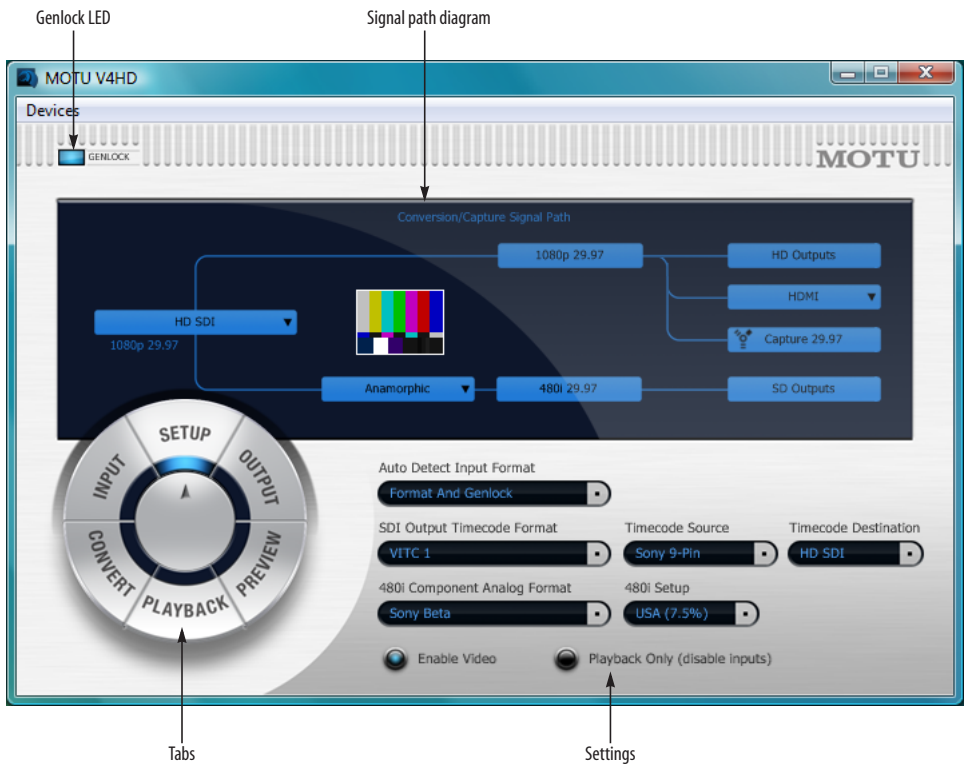 Genlock LED
Signal path diagram
MOTU V4HD
Devices
GENLOCK
MOTU
Conversion/Capture Signal Path
1080p 29.97
HD Outputs
HDMI
HD SDI
1080p 29.97
Capture 29.97
Anamorphic
480i 29.97
SD Outputs
SETUP
INPUT
OUTPUT
CONVERT
PREVIEW
PLAYBACK
Auto Detect Input Format
Format And Genlock
SDI Output Timecode Format
Timecode Source
Timecode Destination
VITC 1
Sony 9-Pin
HD SDI
480i Component Analog Format
480i Setup
Sony Beta
USA (7.5%)
Enable Video
Playback Only (disable inputs)
Tabs
Settings